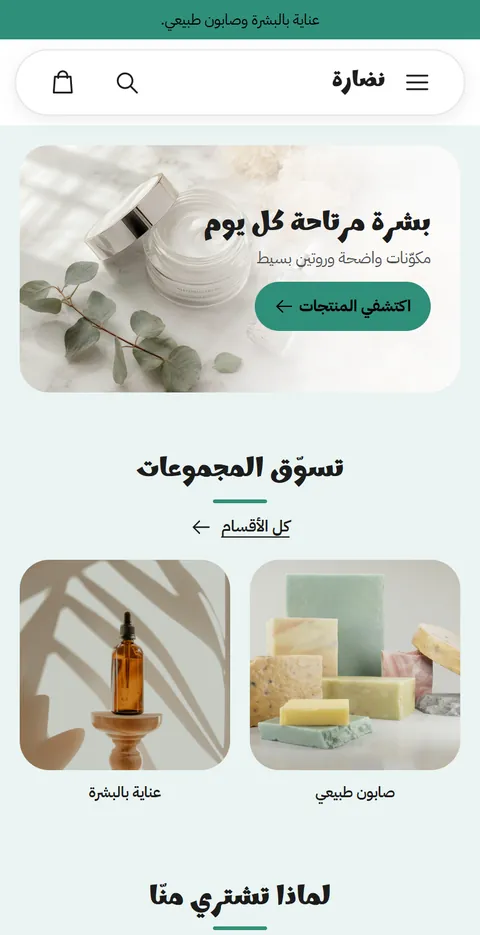 عناية بالبشرة وصابون طبيعي.
نضارة
بشرة مرتاحة كل يوم
مكوّنات واضحة وروتين بسيط
اكتشفي المنتجات
تسوّق المجموعات
كل الأقسام
صابون طبيعي
عناية بالبشرة
لماذا تشتري منّا